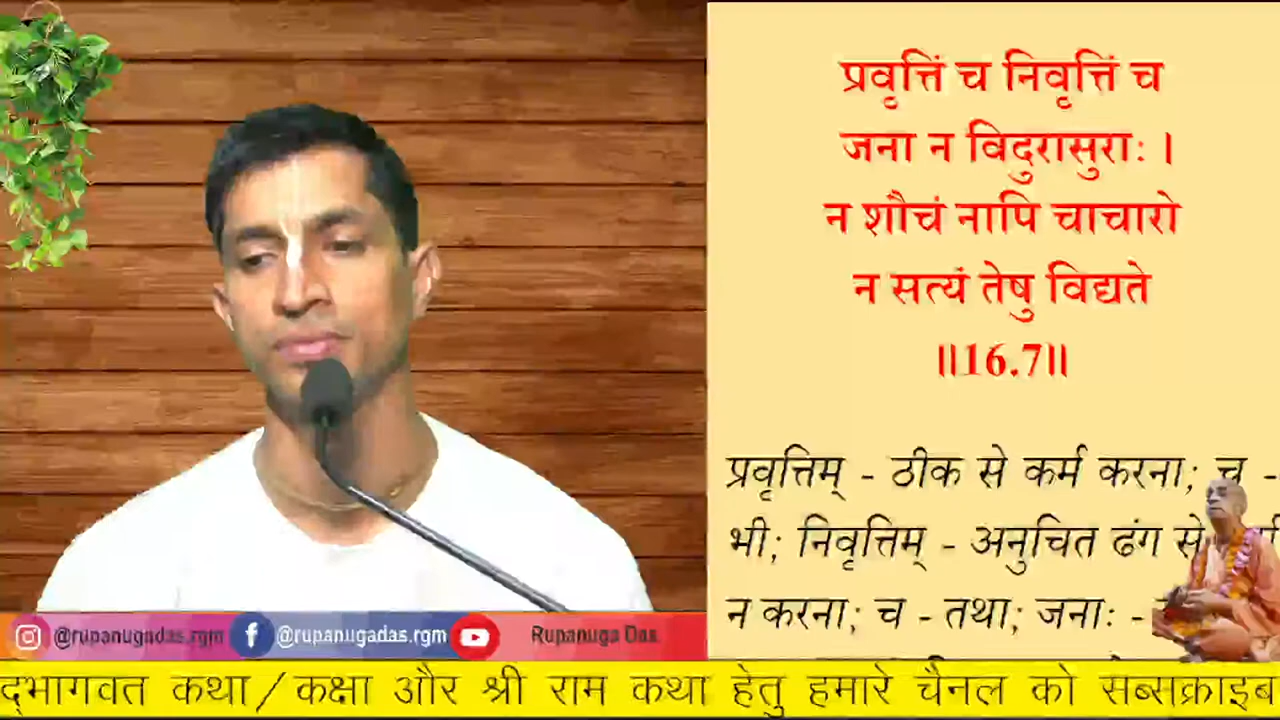 प्रवृत्तिं च निवृत्तिं च
जना न विदुरासुराः ।
न शौचं नापि चाचारो
न सत्यं तेषु विद्यते
॥16.7॥
प्रवृत्तिम् - ठीक से कर्म करना; च -
भी; निवृत्तिम् - अनुचित ढंग से
न करना; च - तथा; जनाः -
@rupanugadas.rgm @rupanugadas.rgm Rupanuga Das
द्भागवत कथा/कक्षा और श्री राम कथा हेतु हमारे चैनल को सब्सक्राइब